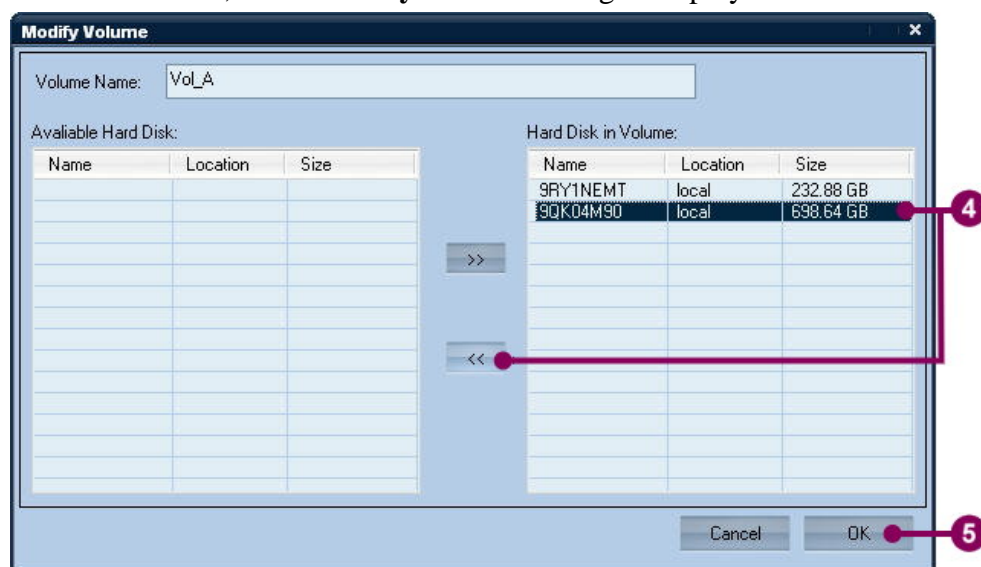 Modify Volume
Volume Name: Vol_A
Avaliable Hard Disk:
Hard Disk in Volume:
Name Location Size
Name Location Size
9RY1NEMT local 232.88 GB
9QK04M90 local 698.64 GB
4
>>
<<
Cancel OK
5